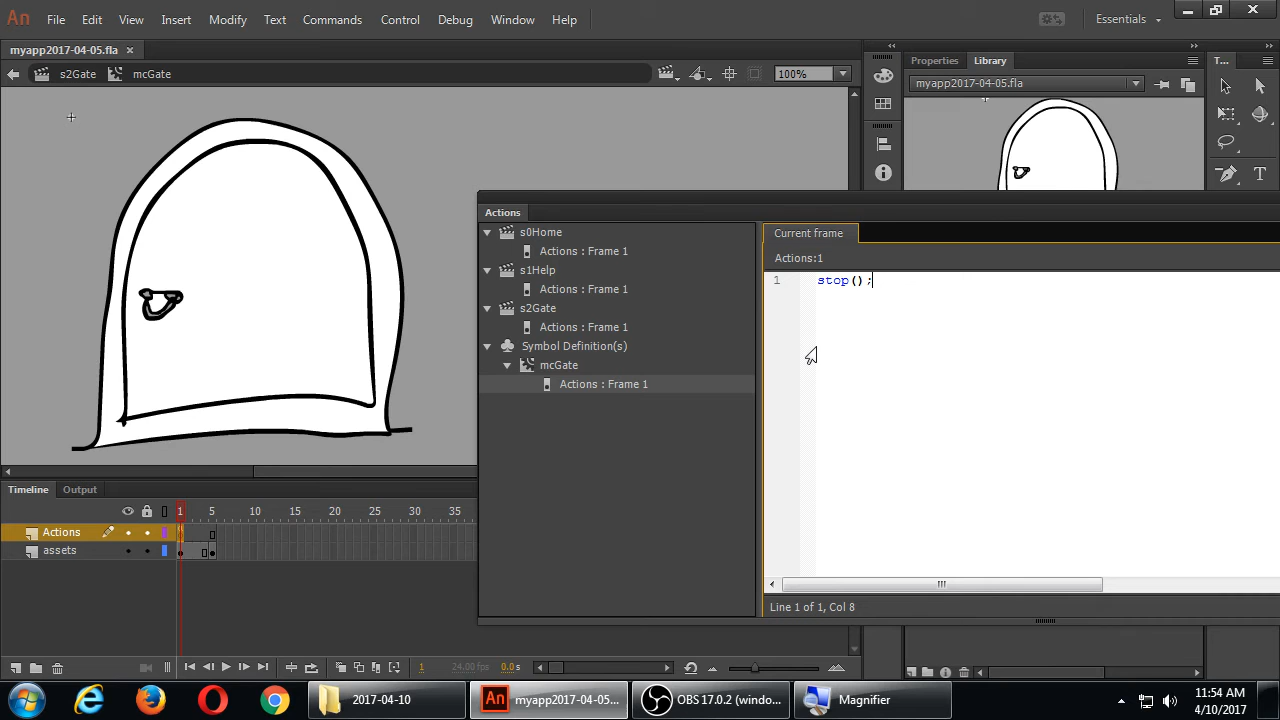 An File Edit View Insert Modify Text Commands Control Debug Window Help Essentials
myapp2017-04-05.fla ×
s2Gate mcGate 100%
Properties Library T...
myapp2017-04-05.fla
T
Actions
s0Home
Actions : Frame 1
s1Help
Actions : Frame 1
s2Gate
Actions : Frame 1
Symbol Definition(s)
mcGate
Actions : Frame 1
Current frame
Actions:1
1 stop();
Line 1 of 1, Col 8
Timeline Output
1 5 10 15 20 25 30 35
Actions
assets
1 24.00 fps 0.0 s
2017-04-10
An myapp2017-04-05...
OBS 17.0.2 (windo...
Magnifier
11:54 AM
4/10/2017